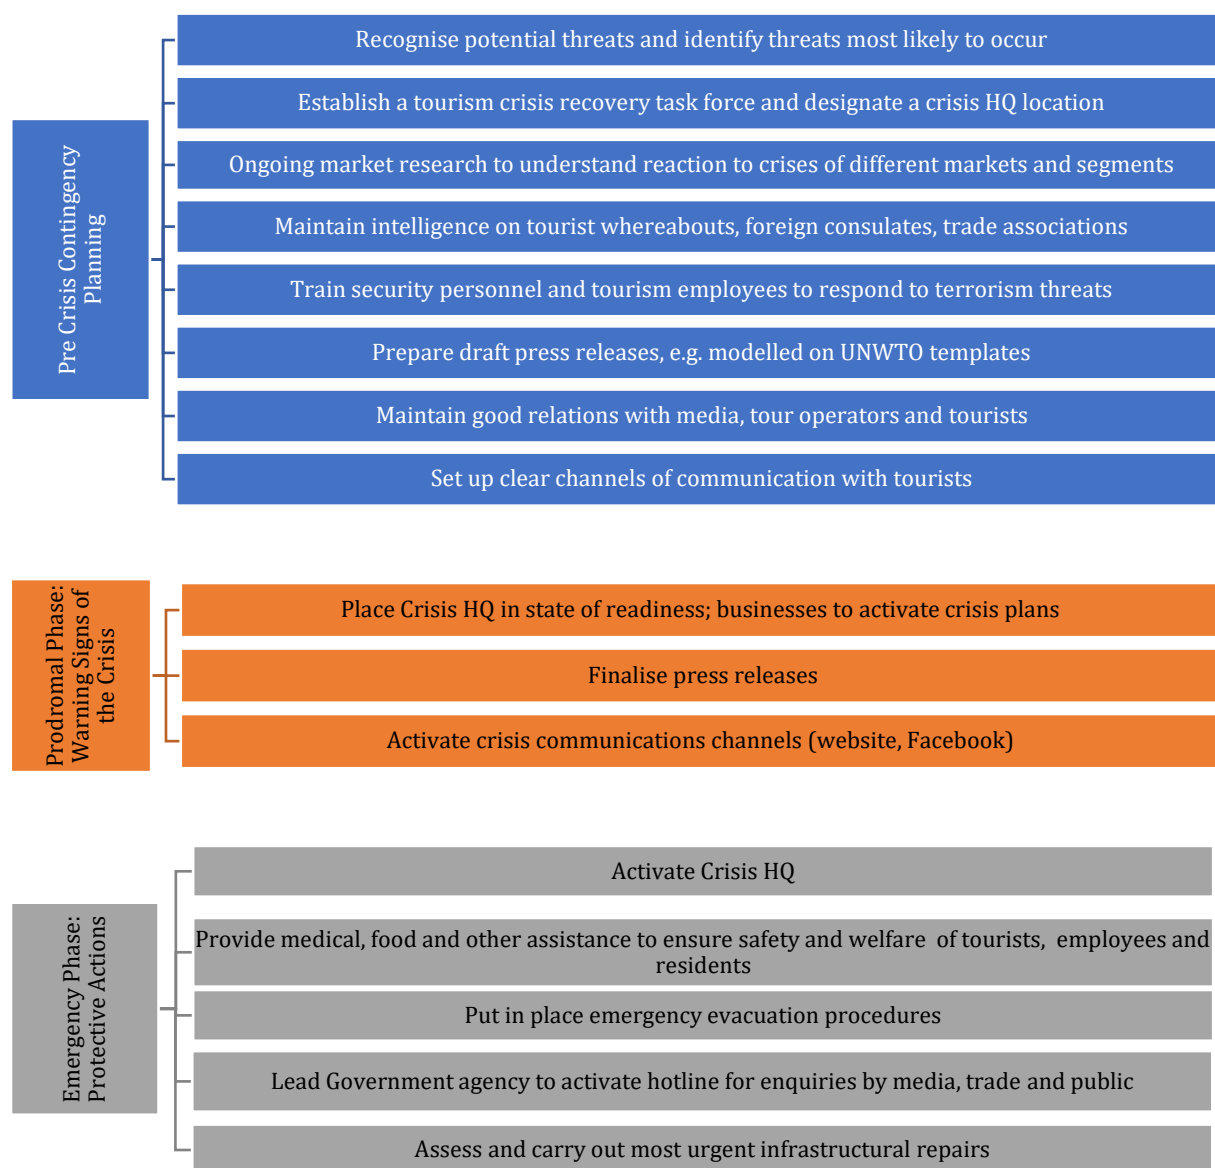 Pre Crisis Contingency
Planning
Recognise potential threats and identify threats most likely to occur
Establish a tourism crisis recovery task force and designate a crisis HQ location
Ongoing market research to understand reaction to crises of different markets and segments
Maintain intelligence on tourist whereabouts, foreign consulates, trade associations
Train security personnel and tourism employees to respond to terrorism threats
Prepare draft press releases, e.g. modelled on UNWTO templates
Maintain good relations with media, tour operators and tourists
Set up clear channels of communication with tourists
Prodromal Phase:
Warning Signs of
the Crisis
Place Crisis HQ in state of readiness; businesses to activate crisis plans
Finalise press releases
Activate crisis communications channels (website, Facebook)
Emergency Phase:
Protective Actions
Activate Crisis HQ
Provide medical, food and other assistance to ensure safety and welfare of tourists, employees and
residents
Put in place emergency evacuation procedures
Lead Government agency to activate hotline for enquiries by media, trade and public
Assess and carry out most urgent infrastructural repairs